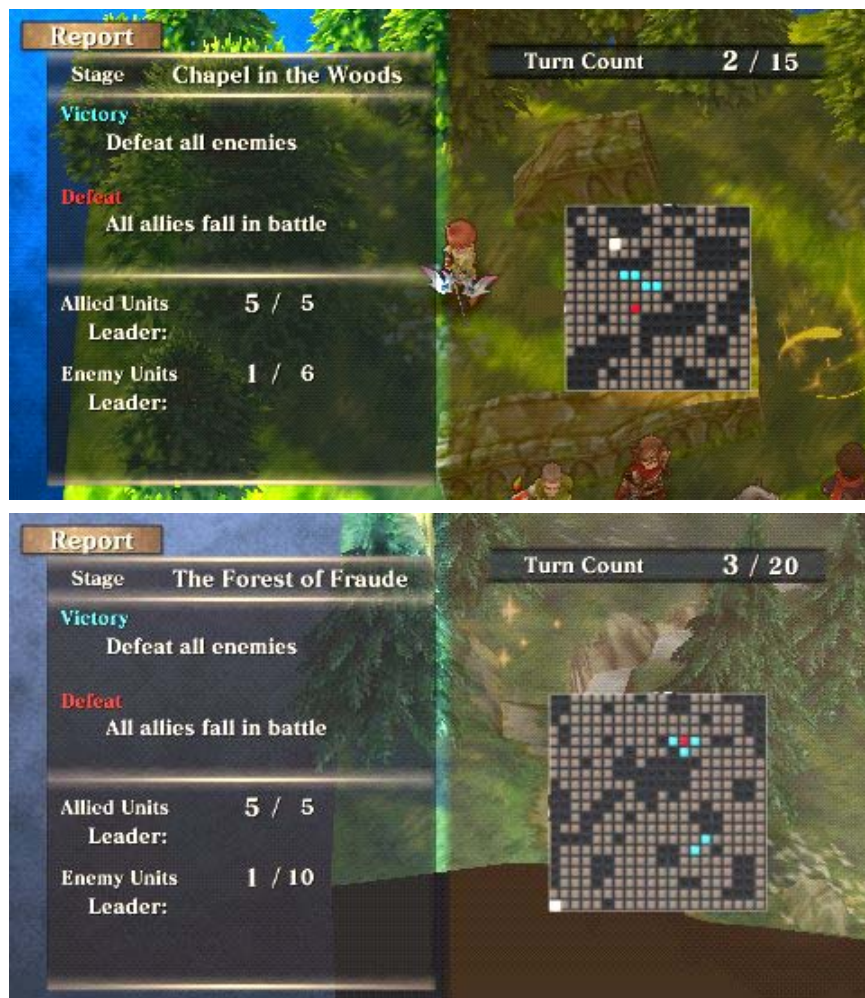 Report
Stage Chapel in the Woods
Turn Count 2 / 15
Victory
Defeat all enemies
Defeat
All allies fall in battle
Allied Units 5 / 5
Leader:
Enemy Units 1 / 6
Leader:
Report
Stage The Forest of Fraude
Turn Count 3 / 20
Victory
Defeat all enemies
Defeat
All allies fall in battle
Allied Units 5 / 5
Leader:
Enemy Units 1 / 10
Leader: